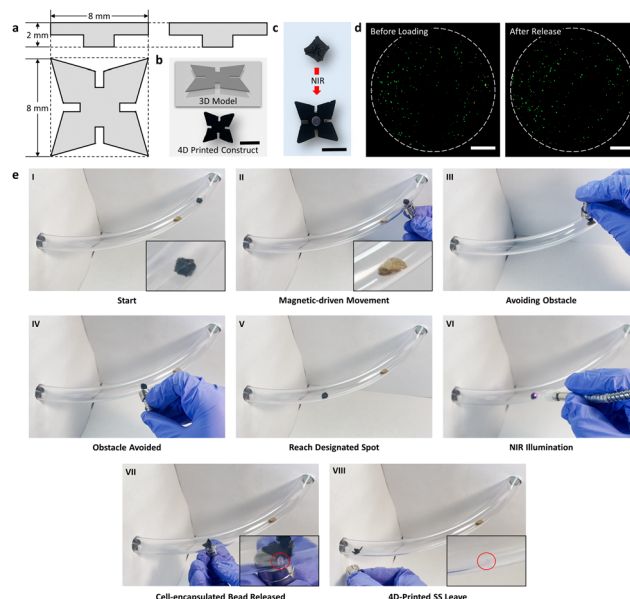 a
8 mm
2 mm
8 mm
b
3D Model
4D Printed Construct
c
NIR
d
Before Loading
After Release
e
I
Start
II
Magnetic-driven Movement
III
Avoiding Obstacle
IV
Obstacle Avoided
V
Reach Designated Spot
VI
NIR Illumination
VII
Cell-encapsulated Bead Released
VIII
4D-Printed SS Leave